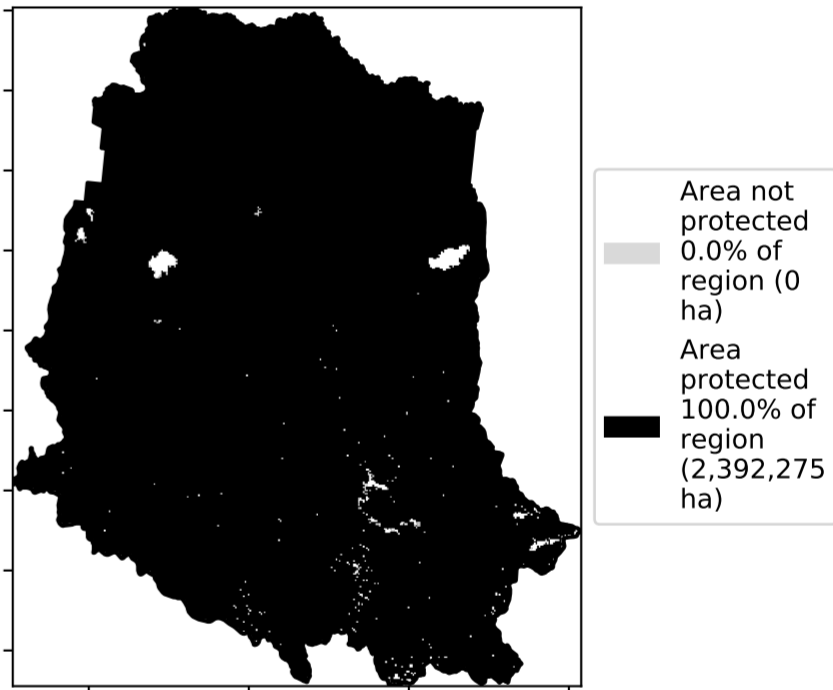 Area not
protected
0.0% of
region (0
ha)
Area
protected
100.0% of
region
(2,392,275
ha)